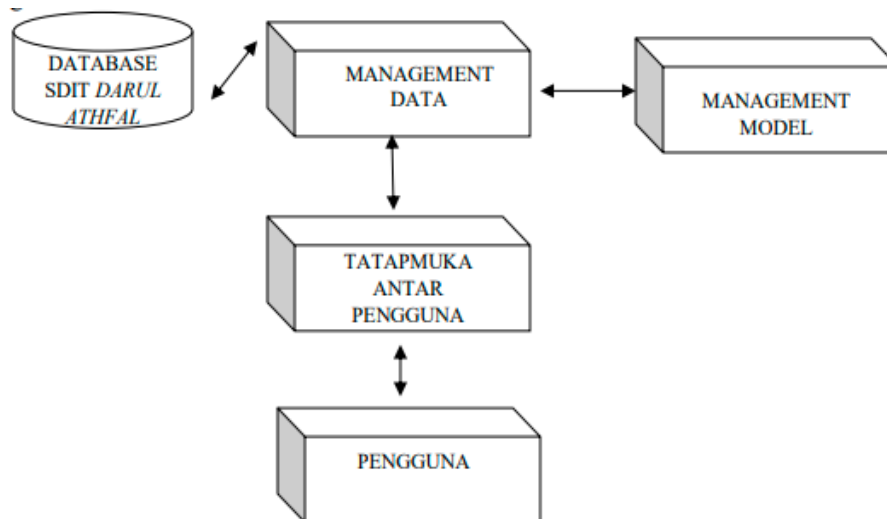 DATABASE
SDIT DARUL
ATHFAL
MANAGEMENT
DATA
MANAGEMENT
MODEL
TATAPMUKA
ANTAR
PENGGUNA
PENGGUNA